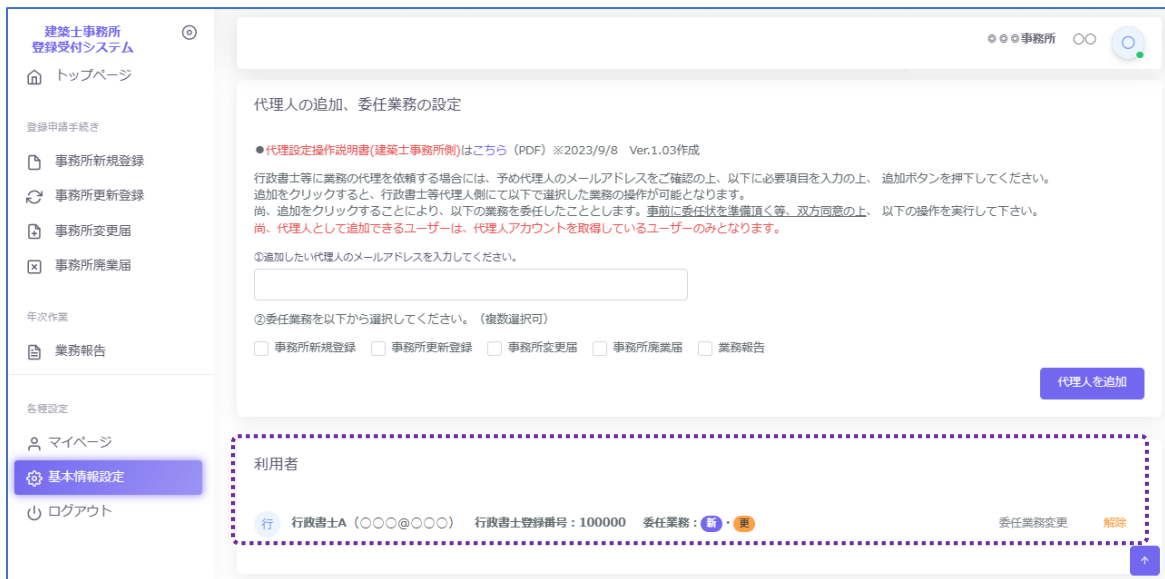 建築士事務所
登録受付システム
トップページ
登録申請手続き
事務所新規登録
事務所更新登録
事務所変更届
事務所廃業届
年次作業
業務報告
各種設定
マイページ
基本情報設定
ログアウト
◎◎◎事務所 〇〇
代理人の追加、委任業務の設定
●代理設定操作説明書(建築士事務所側)はこちら（PDF）※2023/9/8 Ver.1.03作成
行政書士等に業務の代理を依頼する場合には、予め代理人のメールアドレスをご確認の上、以下に必要項目を入力の上、 追加ボタンを押下してください。
追加をクリックすると、行政書士等代理人側にて以下で選択した業務の操作が可能となります。
尚、追加をクリックすることにより、以下の業務を委任したこととします。事前に委任状を準備頂く等、双方同意の上、 以下の操作を実行して下さい。
尚、代理人として追加できるユーザーは、代理人アカウントを取得しているユーザーのみとなります。
①追加したい代理人のメールアドレスを入力してください。
②委任業務を以下から選択してください。（複数選択可）
事務所新規登録 事務所更新登録 事務所変更届 事務所廃業届 業務報告
代理人を追加
利用者
行 行政書士A（〇〇〇@〇〇〇） 行政書士登録番号：100000 委任業務：新・更 委任業務変更 解除